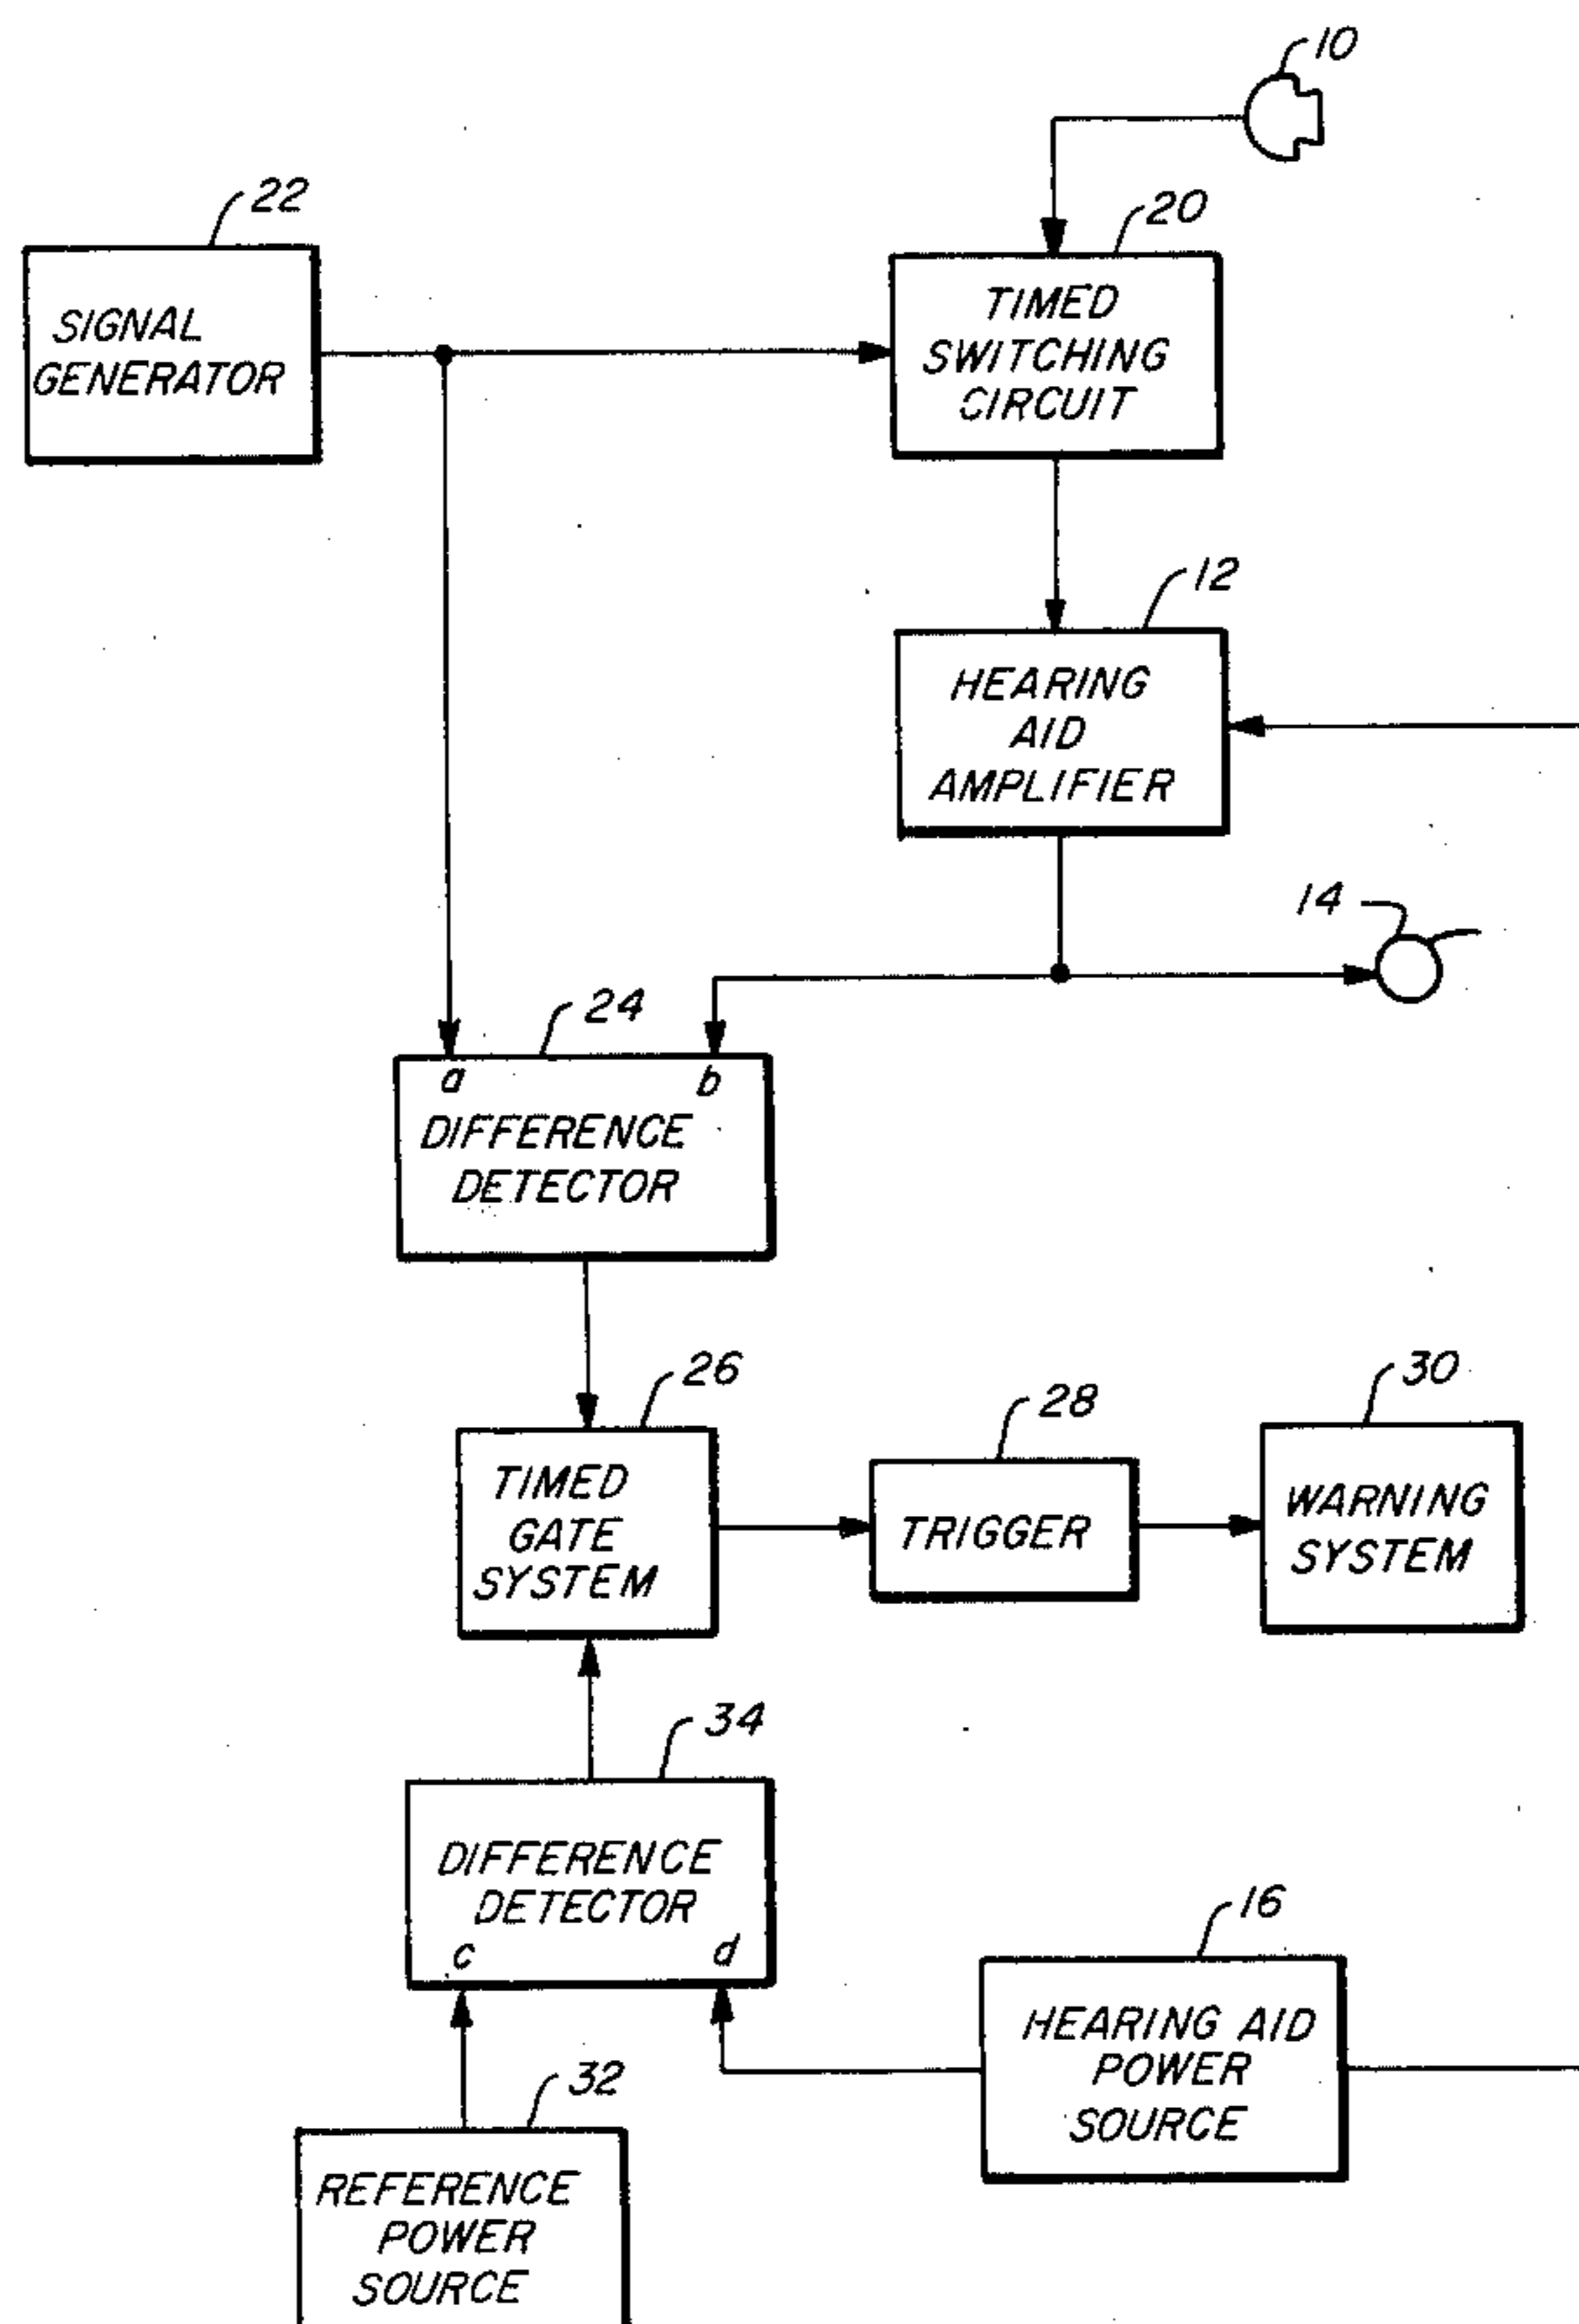 10
22
20
SIGNAL
GENERATOR
TIMED
SWITCHING
CIRCUIT
12
HEARING
AID
AMPLIFIER
14
24
a b
DIFFERENCE
DETECTOR
26
28
30
TIMED
GATE
SYSTEM
TRIGGER
WARNING
SYSTEM
34
DIFFERENCE
DETECTOR
c d
16
HEARING AID
POWER
SOURCE
32
REFERENCE
POWER
SOURCE